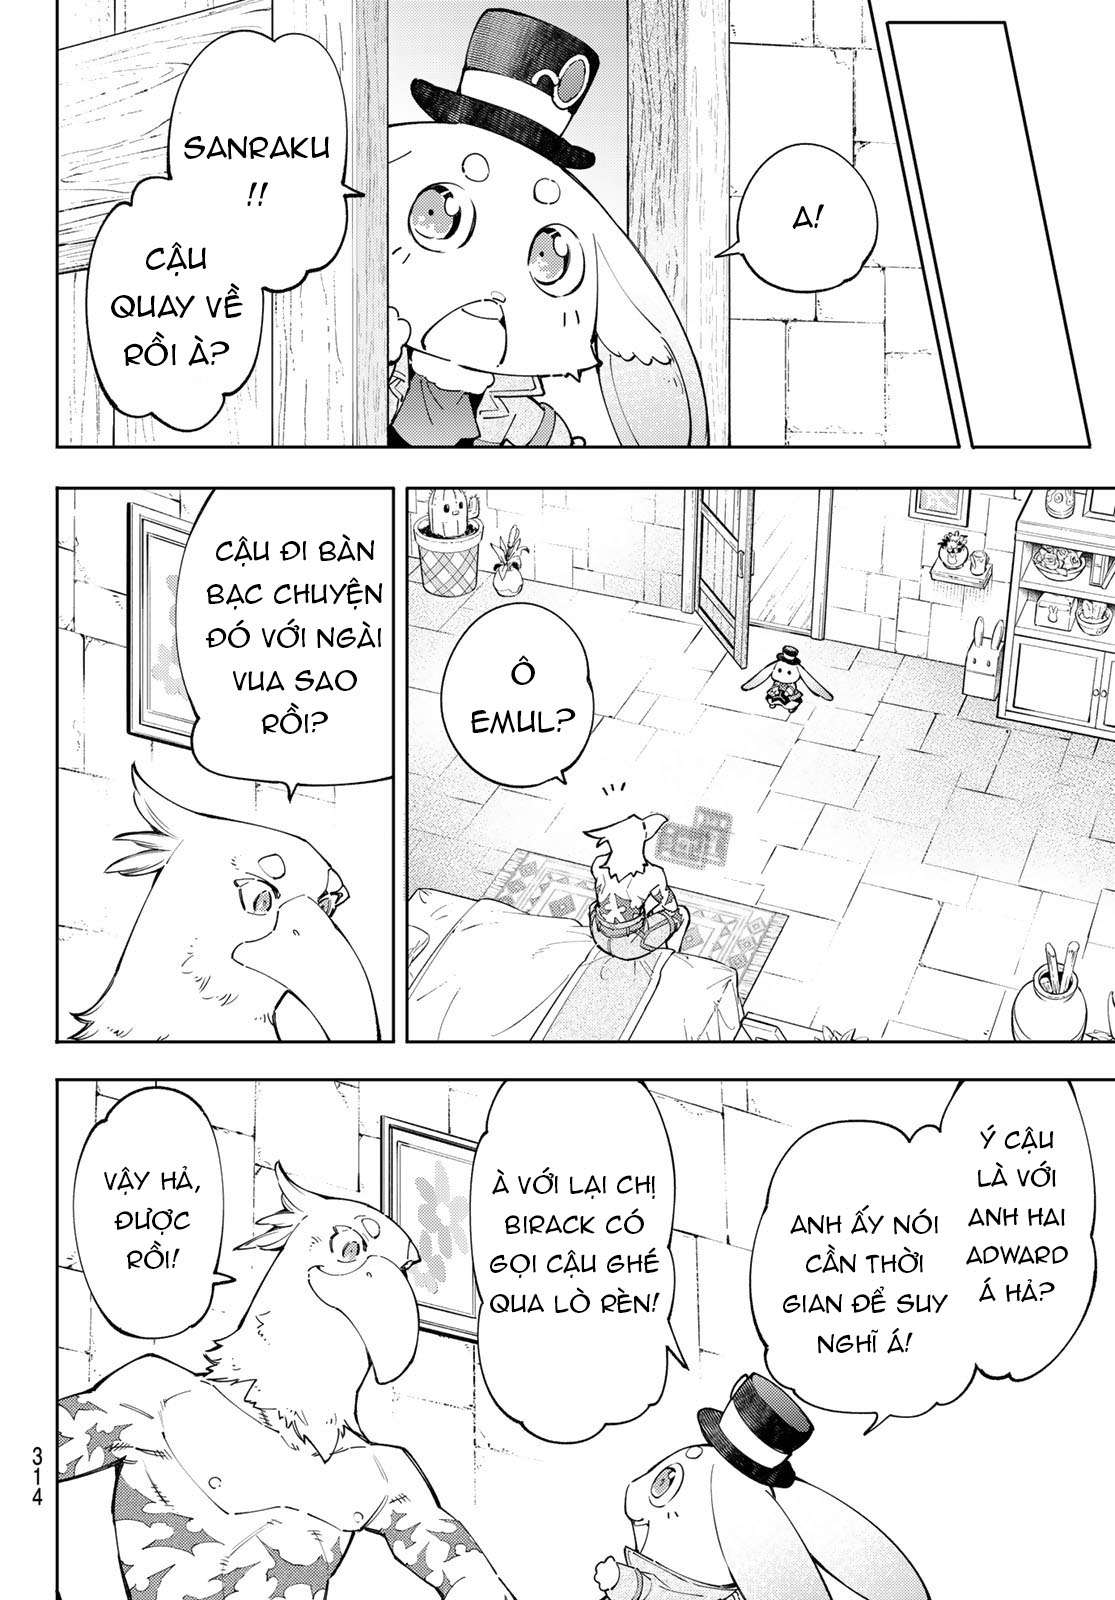 A!
SANRAKU
!!
CẬU
QUAY VỀ
RỒI À?
Ô
EMUL?
CẬU ĐI BÀN
BẠC CHUYỆN
ĐÓ VỚI NGÀI
VUA SAO
RỒI?
Ý CẬU
LÀ VỚI
ANH HAI
ADWARD
Á HẢ?
ANH ẤY NÓI
CẦN THỜI
GIAN ĐỂ SUY
NGHĨ Á!
À VỚI LẠI CHỊ
BIRACK CÓ
GỌI CẬU GHÉ
QUA LÒ RÈN!
VẬY HẢ,
ĐƯỢC
RỒI!
314